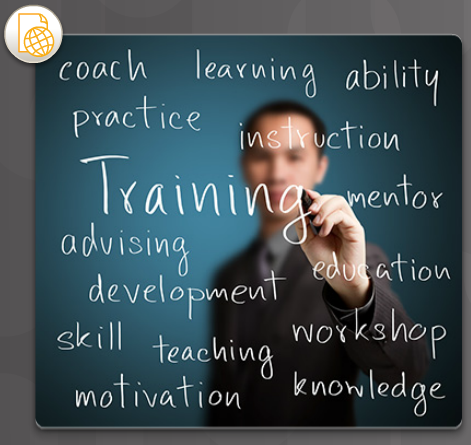 coach learning ability
practice instruction
Training mentor
advising education
development
skill teaching workshop
motivation knowledge